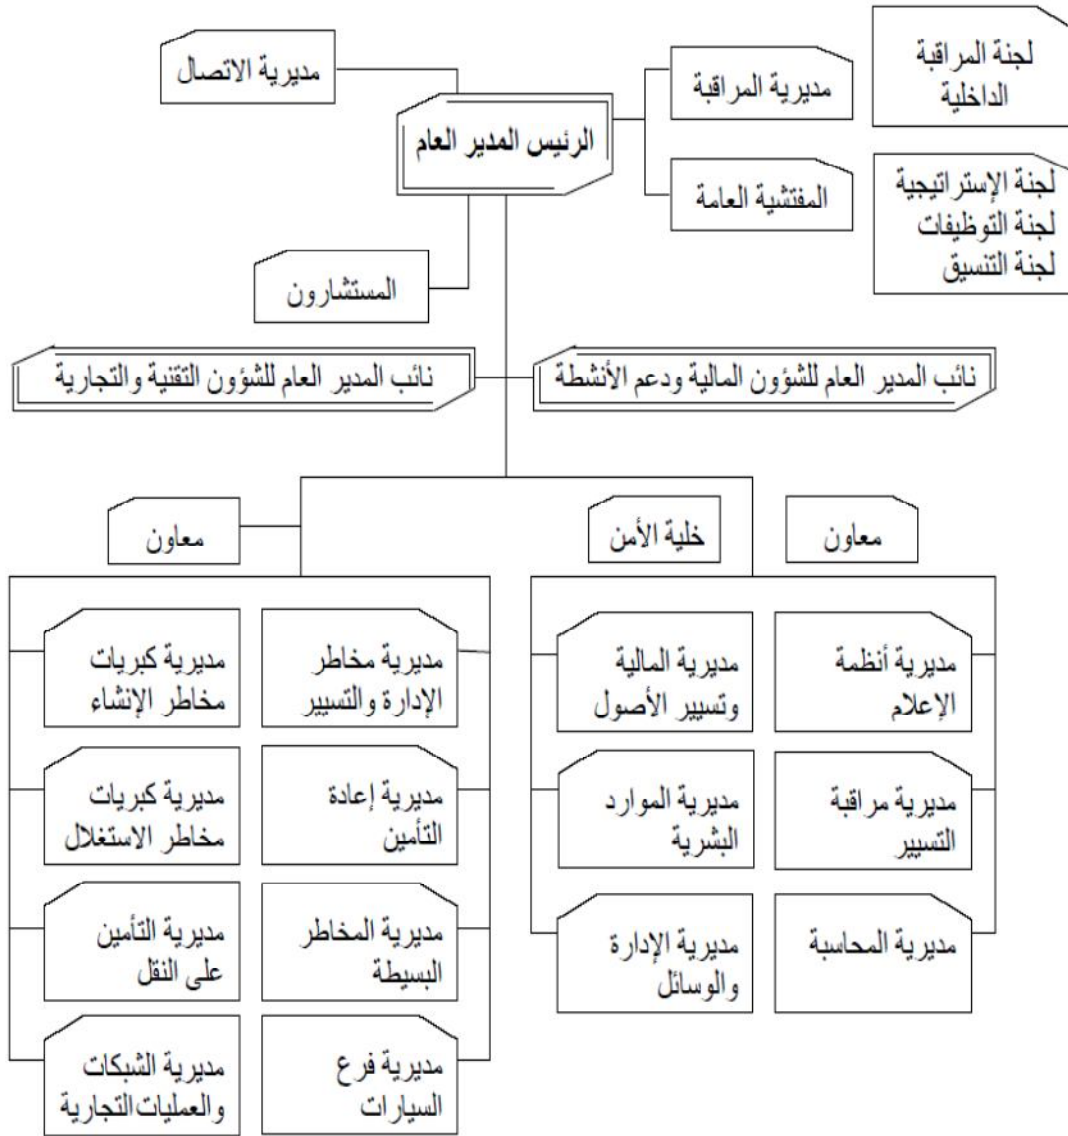 لجنة المراقبة
الداخلية
مديرية المراقبة
مديرية الاتصال
الرئيس المدير العام
لجنة الإستراتيجية
لجنة التوظيفات
لجنة التنسيق
المفتشية العامة
المستشارون
نائب المدير العام للشؤون المالية ودعم الأنشطة
نائب المدير العام للشؤون التقنية والتجارية
معاون
خلية الأمن
معاون
مديرية أنظمة
الإعلام
مديرية المالية
وتسيير الأصول
مديرية مخاطر
الإدارة والتسيير
مديرية كبريات
مخاطر الإنشاء
مديرية مراقبة
التسيير
مديرية الموارد
البشرية
مديرية إعادة
التأمين
مديرية كبريات
مخاطر الاستغلال
مديرية المحاسبة
مديرية الإدارة
والوسائل
مديرية المخاطر
البسيطة
مديرية التأمين
على النقل
مديرية فرع
السيارات
مديرية الشبكات
والعمليات التجارية